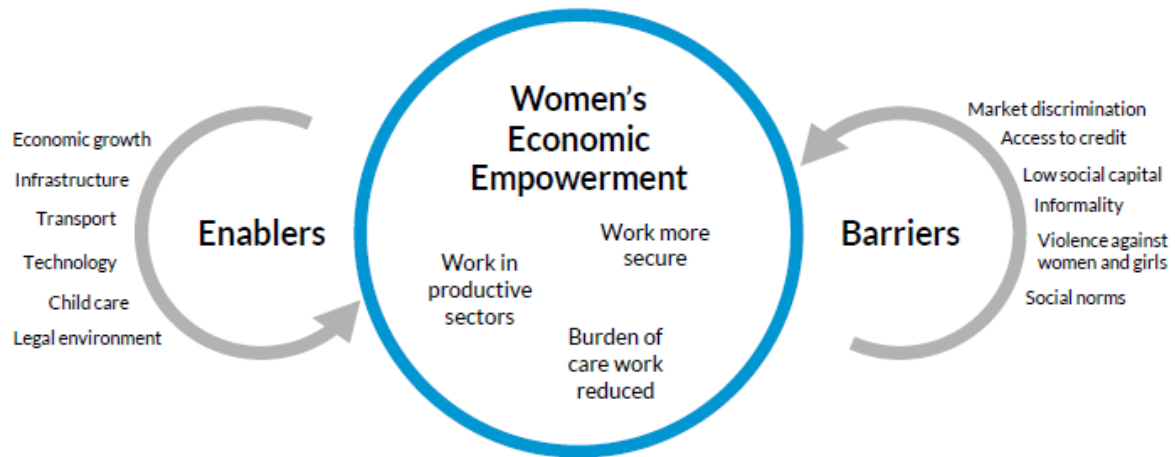 Economic growth
Infrastructure
Transport
Technology
Child care
Legal environment
Enablers
Women's
Economic
Empowerment
Work more
secure
Work in
productive
sectors
Burden of
care work
reduced
Barriers
Market discrimination
Access to credit
Low social capital
Informality
Violence against
women and girls
Social norms